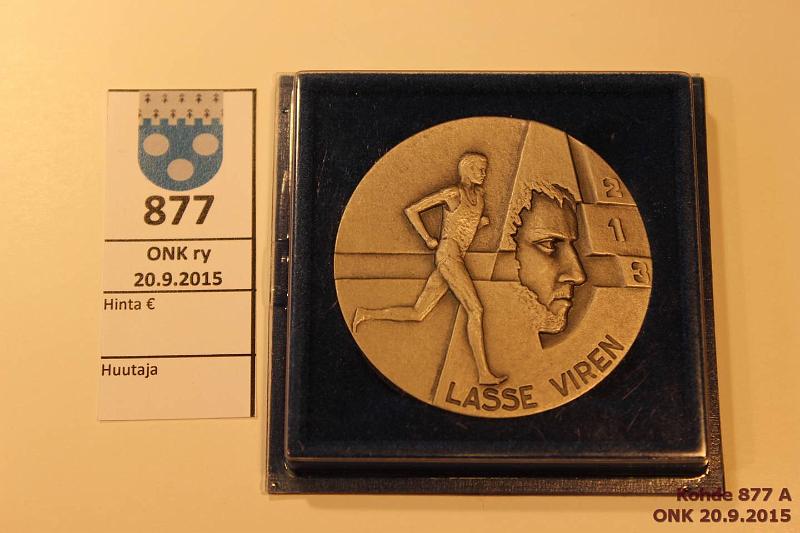 877
ONK ry
20.9.2015
Hinta €
Huutaja
2
1
3
LASSE VIREN
Kohde 877 A
ONK 20.9.2015